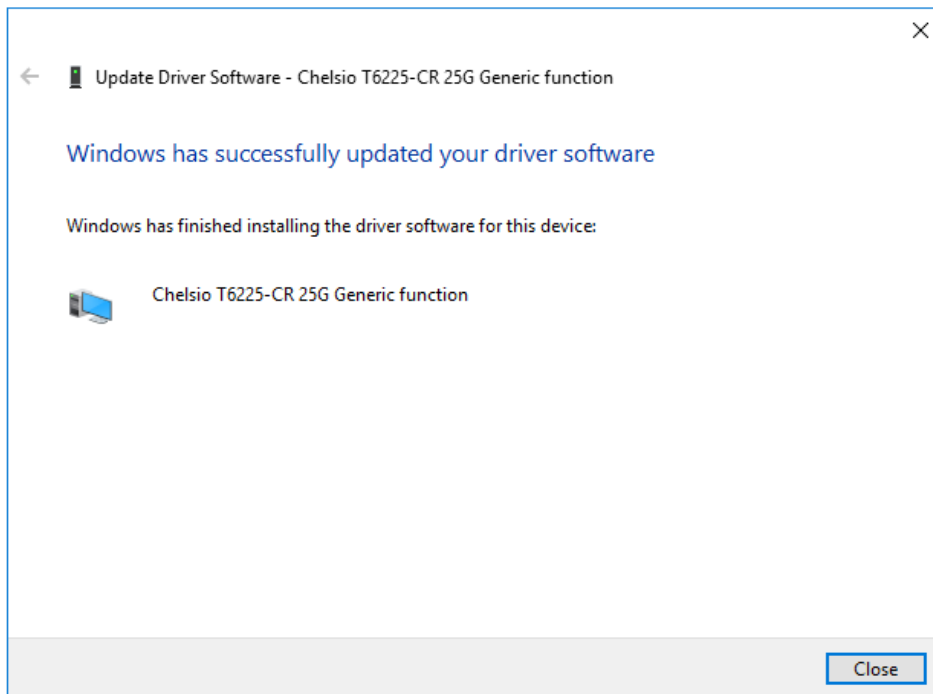 Update Driver Software - Chelsio T6225-CR 25G Generic function
Windows has successfully updated your driver software
Windows has finished installing the driver software for this device:
Chelsio T6225-CR 25G Generic function
Close